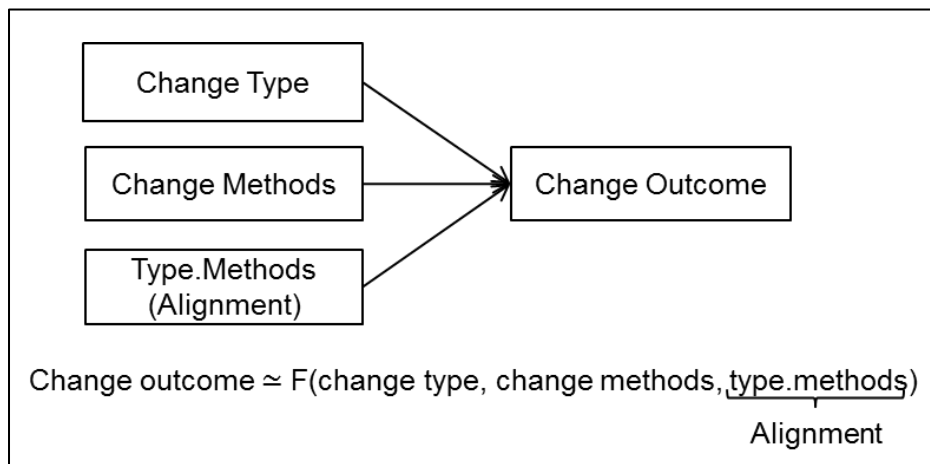 Change Type
Change Methods
Change Outcome
Type.Methods
(Alignment)
Change outcome ≃ F(change type, change methods, type.methods)
Alignment